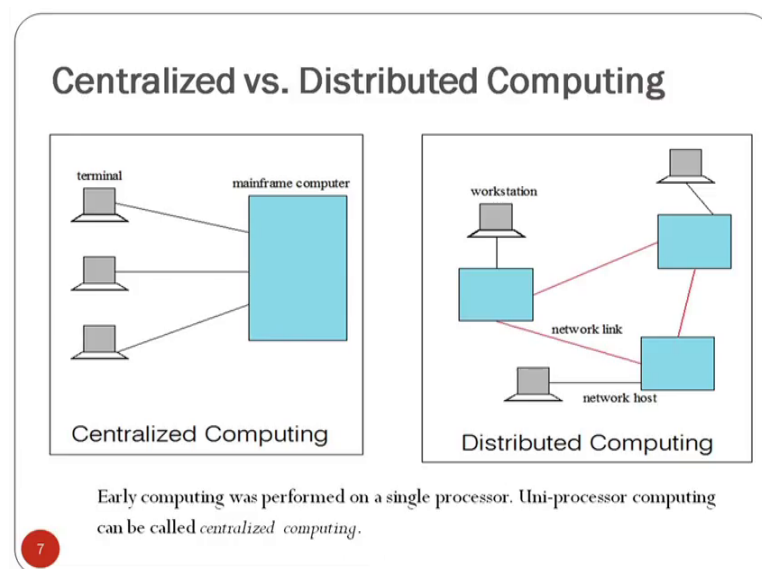 Centralized vs. Distributed Computing
terminal
mainframe computer
Centralized Computing
workstation
network link
network host
Distributed Computing
Early computing was performed on a single processor. Uni-processor computing
can be called centralized computing.
7